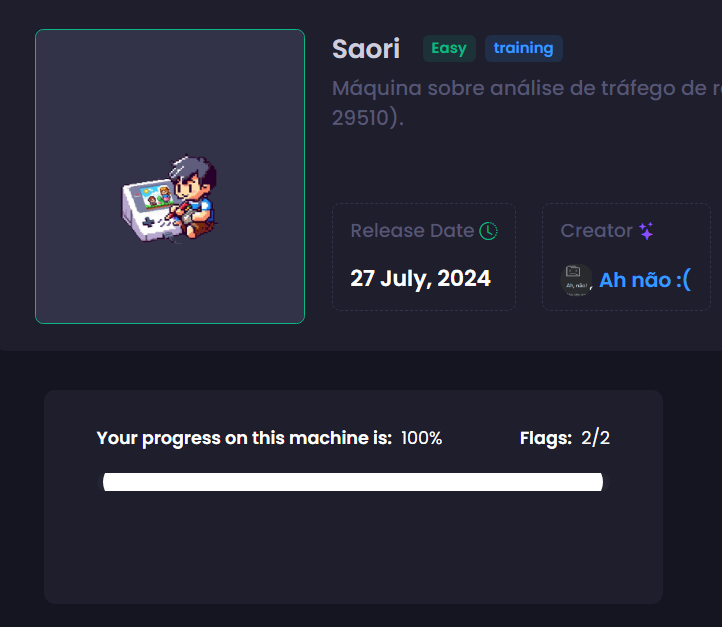 Saori Easy training
Máquina sobre análise de tráfego de r
29510).
Release Date Creator
27 July, 2024 Ah não :(
Your progress on this machine is: 100% Flags: 2/2